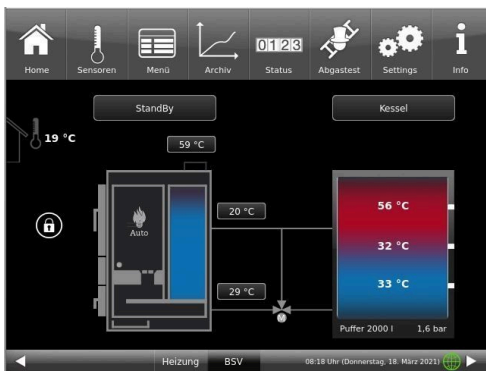 Home Sensoren Menü Archiv Status Abgastest Settings Info
0123
StandBy Kessel
19 °C
59 °C
Auto
20 °C
56 °C
32 °C
29 °C
33 °C
M
Puffer 2000 l 1,6 bar
Heizung BSV 08:18 Uhr (Donnerstag, 18. März 2021)